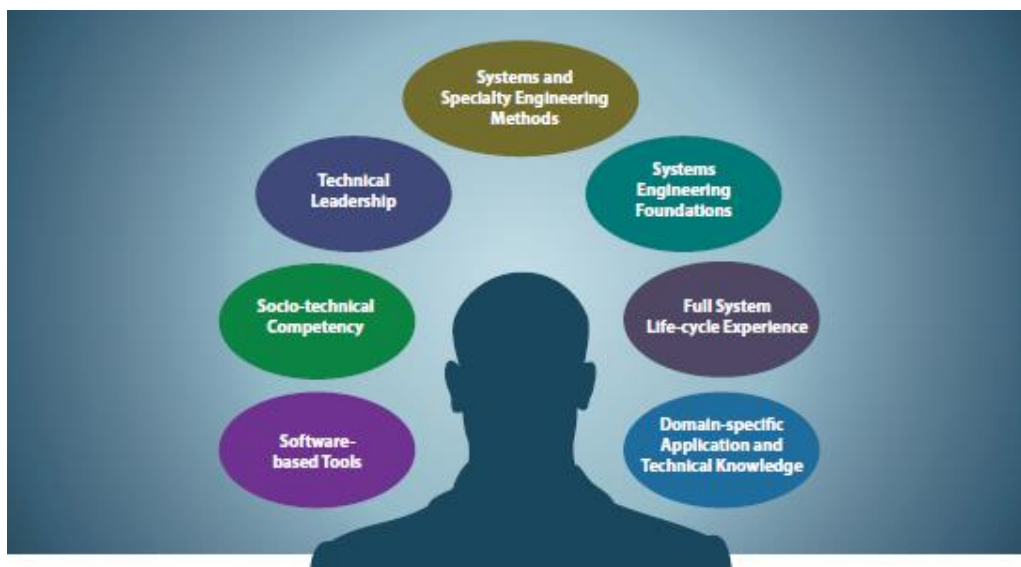 Systems and
Specialty Engineering
Methods
Technical
Leadership
Systems
Engineering
Foundations
Socio-technical
Competency
Full System
Life-cycle Experience
Software-
based Tools
Domain-specific
Application and
Technical Knowledge